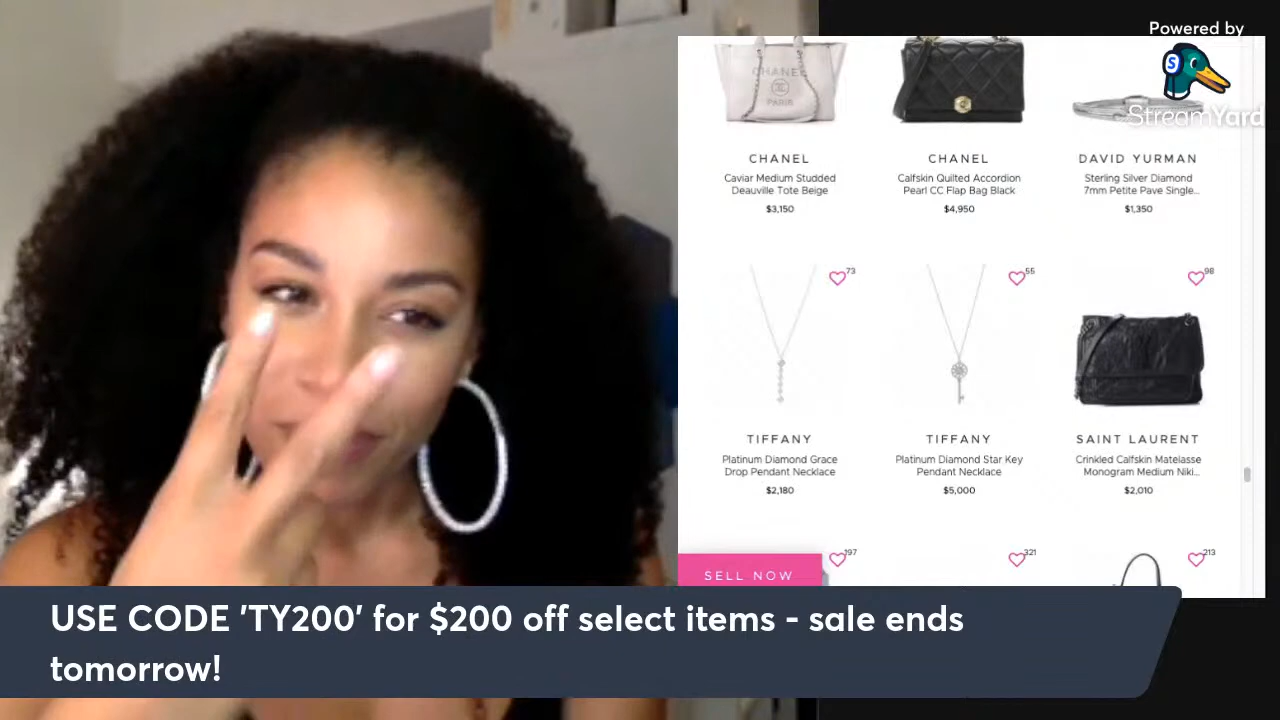 Powered by
StreamYard
CHANEL
PARIS
CHANEL
Caviar Medium Studded
Deauville Tote Beige
$3,150
CHANEL
Calfskin Quilted Accordion
Pearl CC Flap Bag Black
$4,950
DAVID YURMAN
Sterling Silver Diamond
7mm Petite Pave Single...
$1,350
73
55
98
TIFFANY
Platinum Diamond Grace
Drop Pendant Necklace
$2,180
TIFFANY
Platinum Diamond Star Key
Pendant Necklace
$5,000
SAINT LAURENT
Crinkled Calfskin Matelasse
Monogram Medium Niki...
$2,010
197
321
213
SELL NOW
USE CODE 'TY200' for $200 off select items - sale ends
tomorrow!